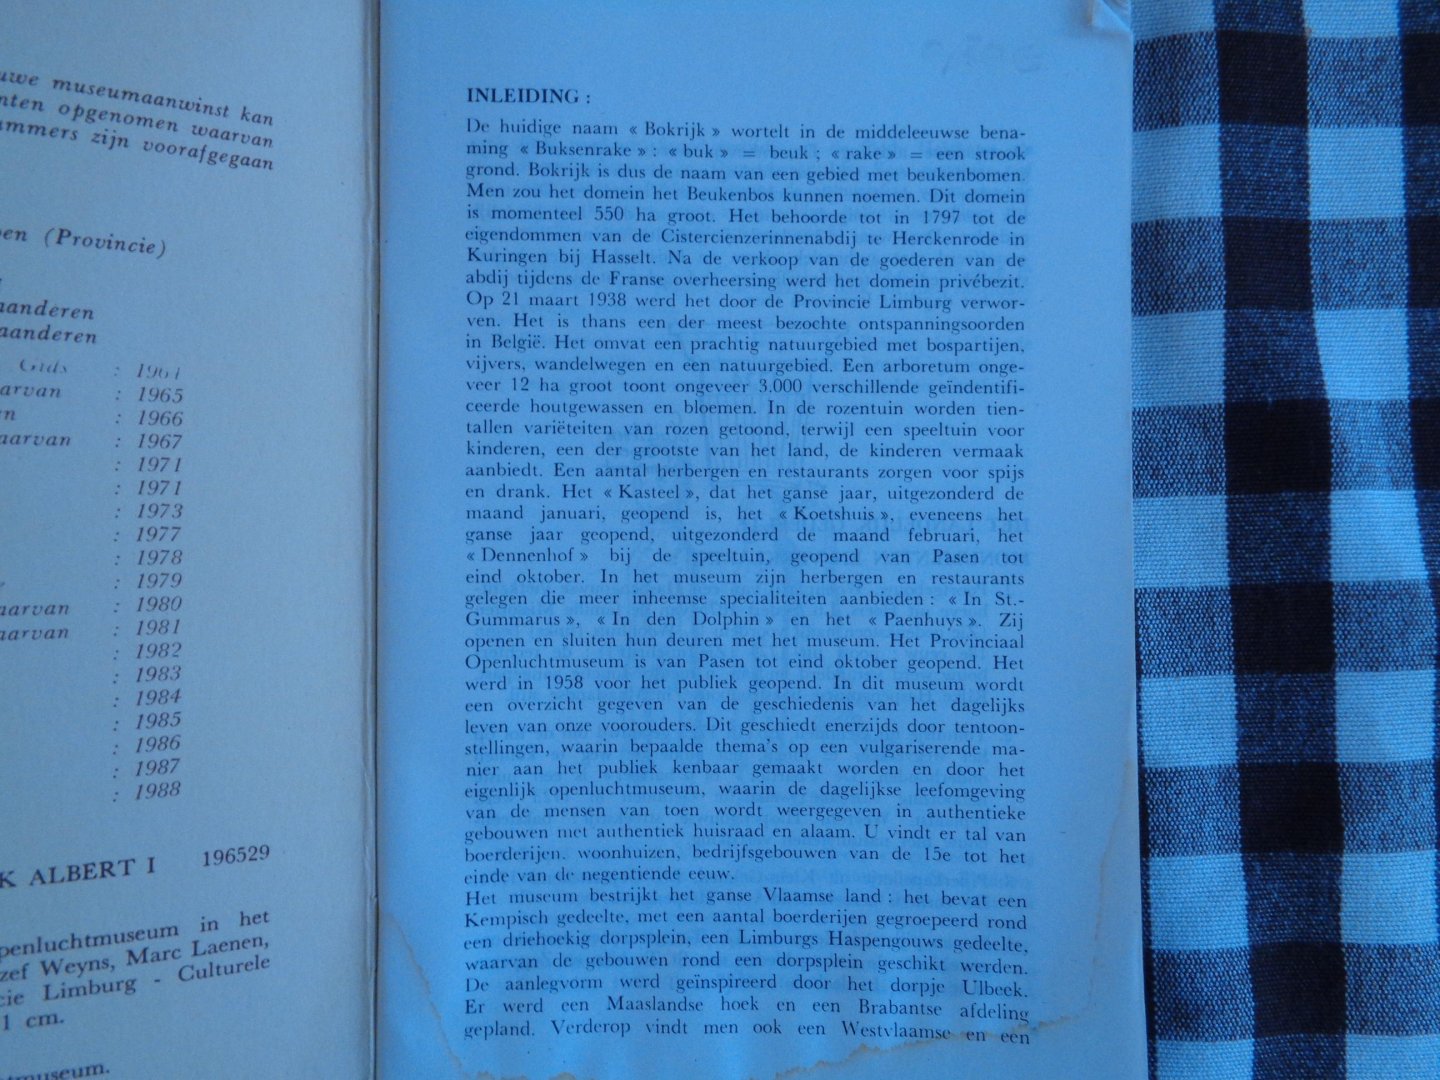 uwe museumaanwinst kan
nten opgenomen waarvan
ummers zijn voorafgegaan
en (Provincie)
aanderen
aanderen
Gids : 1961
arvan : 1965
n : 1966
aarvan : 1967
: 1971
: 1971
: 1973
: 1977
: 1978
: 1979
aarvan : 1980
aarvan : 1981
: 1982
: 1983
: 1984
: 1985
: 1986
: 1987
: 1988
K ALBERT I 196529
penluchtmuseum in het
zef Weyns, Marc Laenen,
cie Limburg - Culturele
1 cm.
tmuseum.
INLEIDING :
De huidige naam « Bokrijk » wortelt in de middeleeuwse bena-
ming « Buksenrake » : « buk » = beuk ; « rake » = een strook
grond. Bokrijk is dus de naam van een gebied met beukenbomen.
Men zou het domein het Beukenbos kunnen noemen. Dit domein
is momenteel 550 ha groot. Het behoorde tot in 1797 tot de
eigendommen van de Cistercienzerinnenabdij te Herckenrode in
Kuringen bij Hasselt. Na de verkoop van de goederen van de
abdij tijdens de Franse overheersing werd het domein privébezit.
Op 21 maart 1938 werd het door de Provincie Limburg verwor-
ven. Het is thans een der meest bezochte ontspanningsoorden
in België. Het omvat een prachtig natuurgebied met bospartijen,
vijvers, wandelwegen en een natuurgebied. Een arboretum onge-
veer 12 ha groot toont ongeveer 3.000 verschillende geïndentifi-
ceerde houtgewassen en bloemen. In de rozentuin worden tien-
tallen variëteiten van rozen getoond, terwijl een speeltuin voor
kinderen, een der grootste van het land, de kinderen vermaak
aanbiedt. Een aantal herbergen en restaurants zorgen voor spijs
en drank. Het « Kasteel », dat het ganse jaar, uitgezonderd de
maand januari, geopend is, het « Koetshuis », eveneens het
ganse jaar geopend, uitgezonderd de maand februari, het
« Dennenhof » bij de speeltuin, geopend van Pasen tot
eind oktober. In het museum zijn herbergen en restaurants
gelegen die meer inheemse specialiteiten aanbieden : « In St.-
Gummarus », « In den Dolphin » en het « Paenhuys ». Zij
openen en sluiten hun deuren met het museum. Het Provinciaal
Openluchtmuseum is van Pasen tot eind oktober geopend. Het
werd in 1958 voor het publiek geopend. In dit museum wordt
een overzicht gegeven van de geschiedenis van het dagelijks
leven van onze voorouders. Dit geschiedt enerzijds door tentoon-
stellingen, waarin bepaalde thema's op een vulgariserende ma-
nier aan het publiek kenbaar gemaakt worden en door het
eigenlijk openluchtmuseum, waarin de dagelijkse leefomgeving
van de mensen van toen wordt weergegeven in authentieke
gebouwen met authentiek huisraad en alaam. U vindt er tal van
boerderijen, woonhuizen, bedrijfsgebouwen van de 15e tot het
einde van de negentiende eeuw.
Het museum bestrijkt het ganse Vlaamse land : het bevat een
Kempisch gedeelte, met een aantal boerderijen gegroepeerd rond
een driehoekig dorpsplein, een Limburgs Haspengouws gedeelte,
waarvan de gebouwen rond een dorpsplein geschikt werden.
De aanlegvorm werd geïnspireerd door het dorpje Ulbeek.
Er werd een Maaslandse hoek en een Brabantse afdeling
gepland. Verderop vindt men ook een Westvlaamse en een